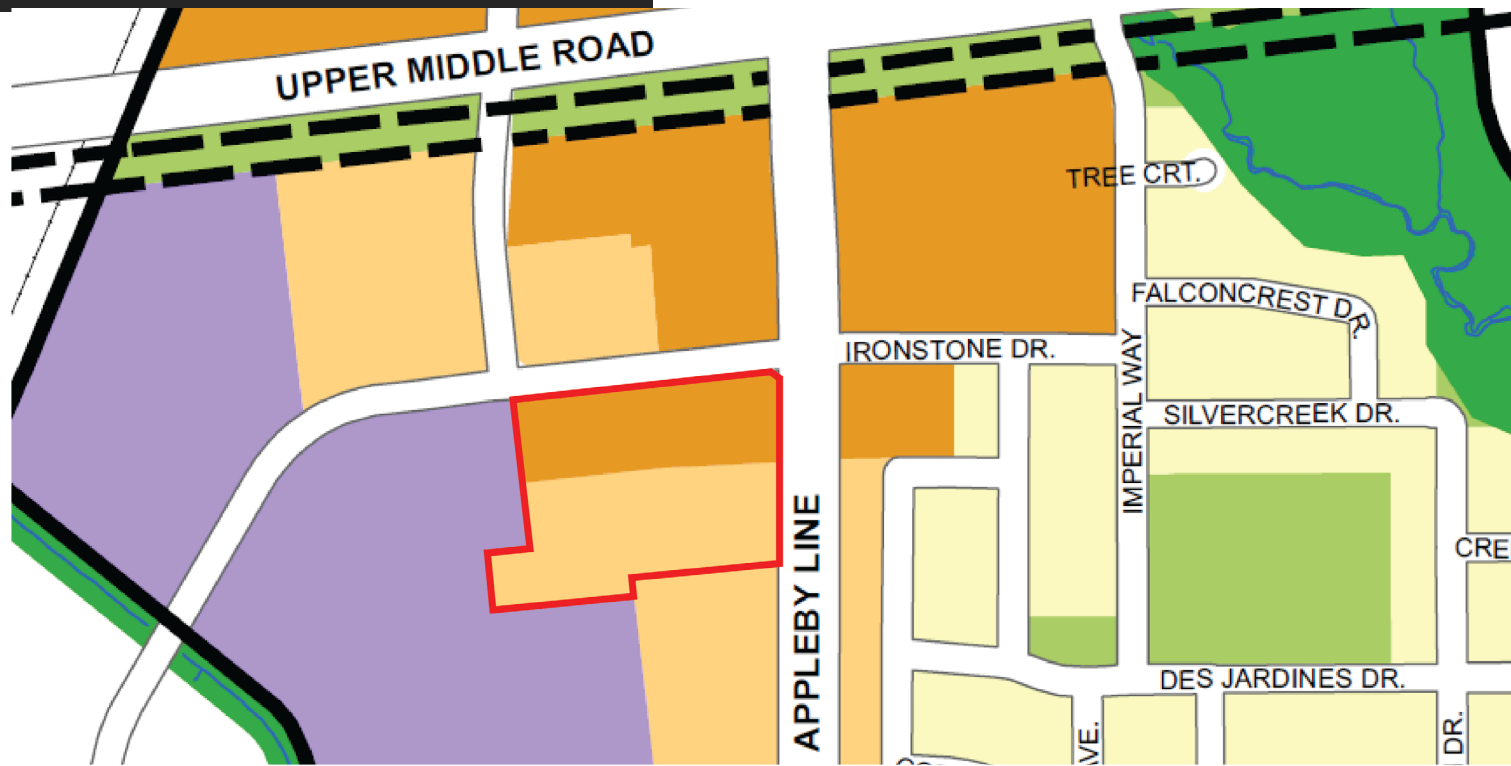 UPPER MIDDLE ROAD
TREE CRT.
FALCONCREST DR.
IRONSTONE DR.
IMPERIAL WAY
SILVERCREEK DR.
APPLEBY LINE
CRE
DES JARDINES DR.
AVE.
DR.